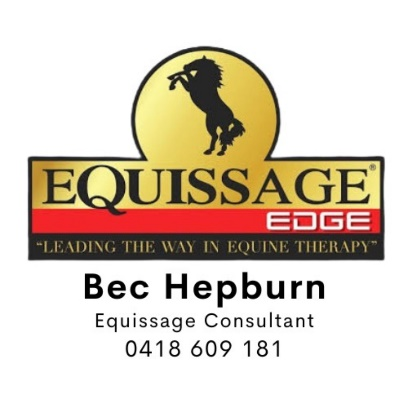 EQUISSAGE®
EDGE
"LEADING THE WAY IN EQUINE THERAPY"
Bec Hepburn
Equissage Consultant
0418 609 181